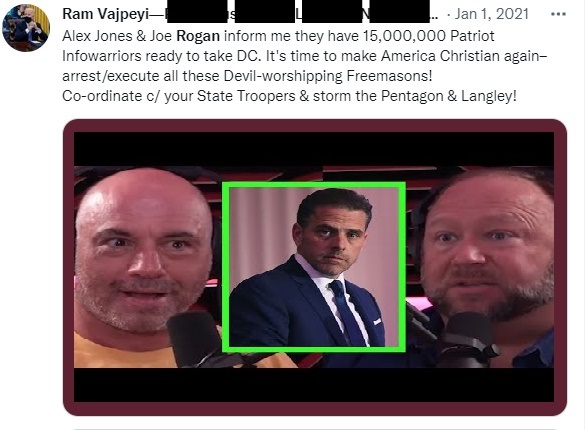 Ram Vajpeyi— ... · Jan 1, 2021 ···
Alex Jones & Joe Rogan inform me they have 15,000,000 Patriot
Infowarriors ready to take DC. It's time to make America Christian again–
arrest/execute all these Devil-worshipping Freemasons!
Co-ordinate c/ your State Troopers & storm the Pentagon & Langley!